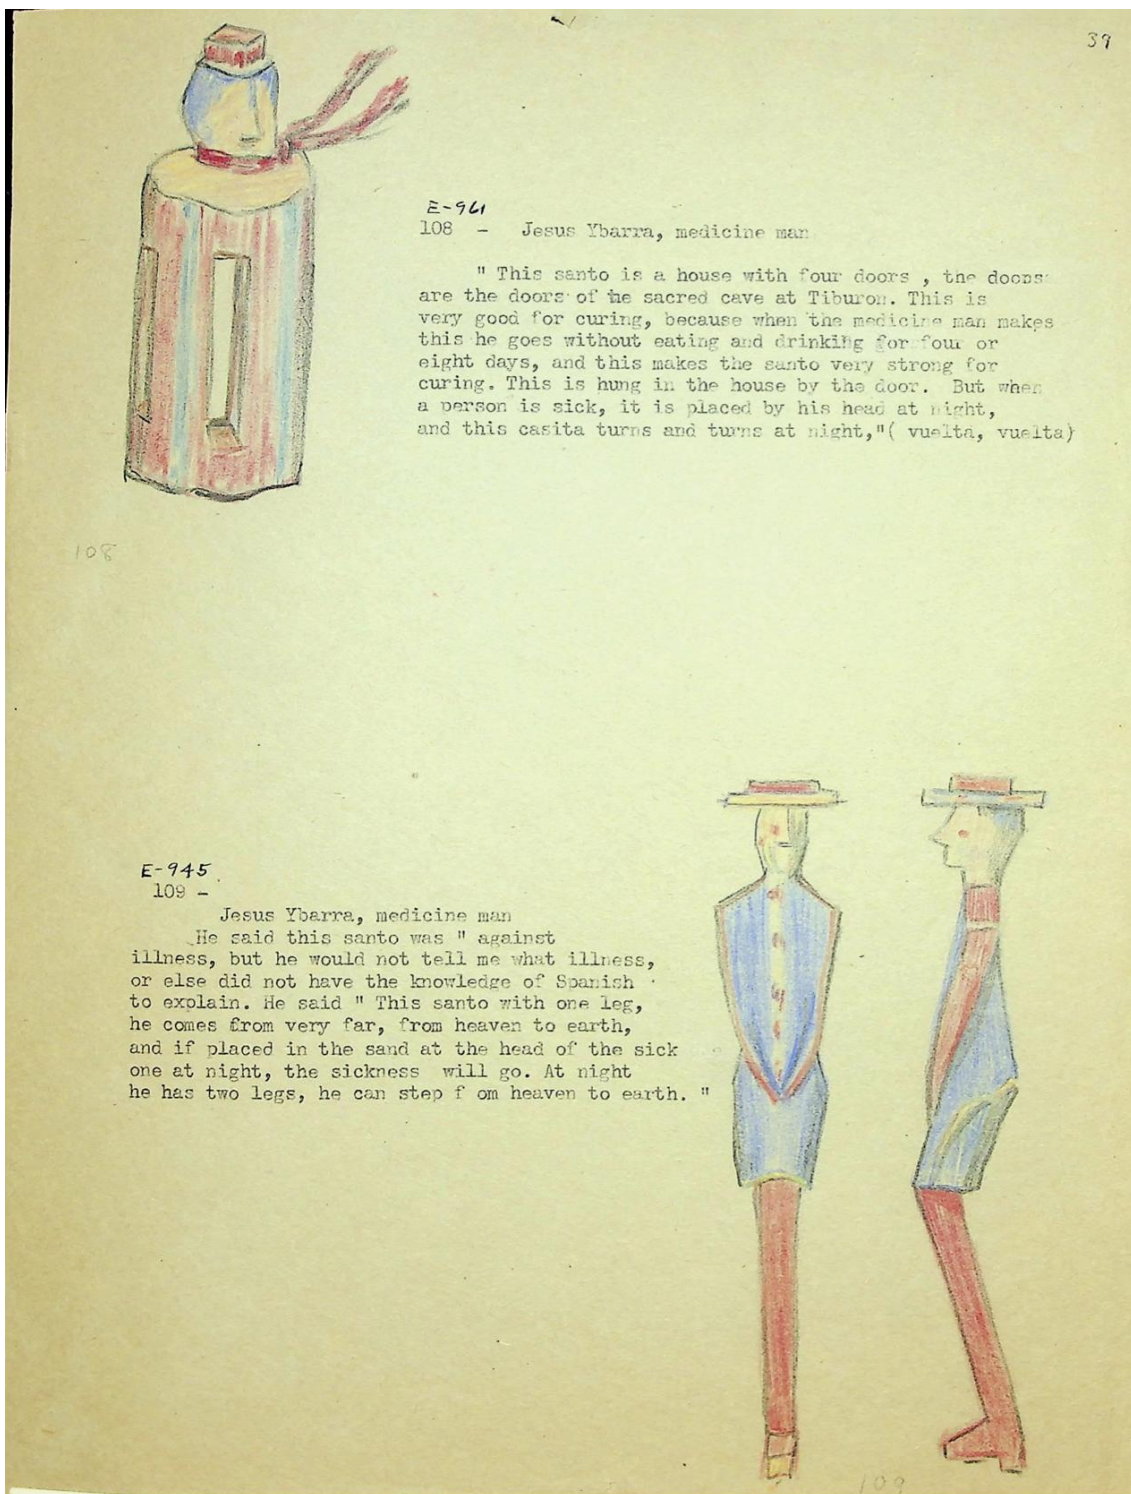 39
E-961
108 - Jesus Ybarra, medicine man
" This santo is a house with four doors , the doors
are the doors of he sacred cave at Tiburon. This is
very good for curing, because when the medicine man makes
this he goes without eating and drinking for four or
eight days, and this makes the santo very strong for
curing. This is hung in the house by the door. But when
a person is sick, it is placed by his head at night,
and this casita turns and turns at night,"( vuelta, vuelta)
108
E-945
109 -
Jesus Ybarra, medicine man
He said this santo was " against
illness, but he would not tell me what illness,
or else did not have the knowledge of Spanish
to explain. He said " This santo with one leg,
he comes from very far, from heaven to earth,
and if placed in the sand at the head of the sick
one at night, the sickness will go. At night
he has two legs, he can step f om heaven to earth. "
109